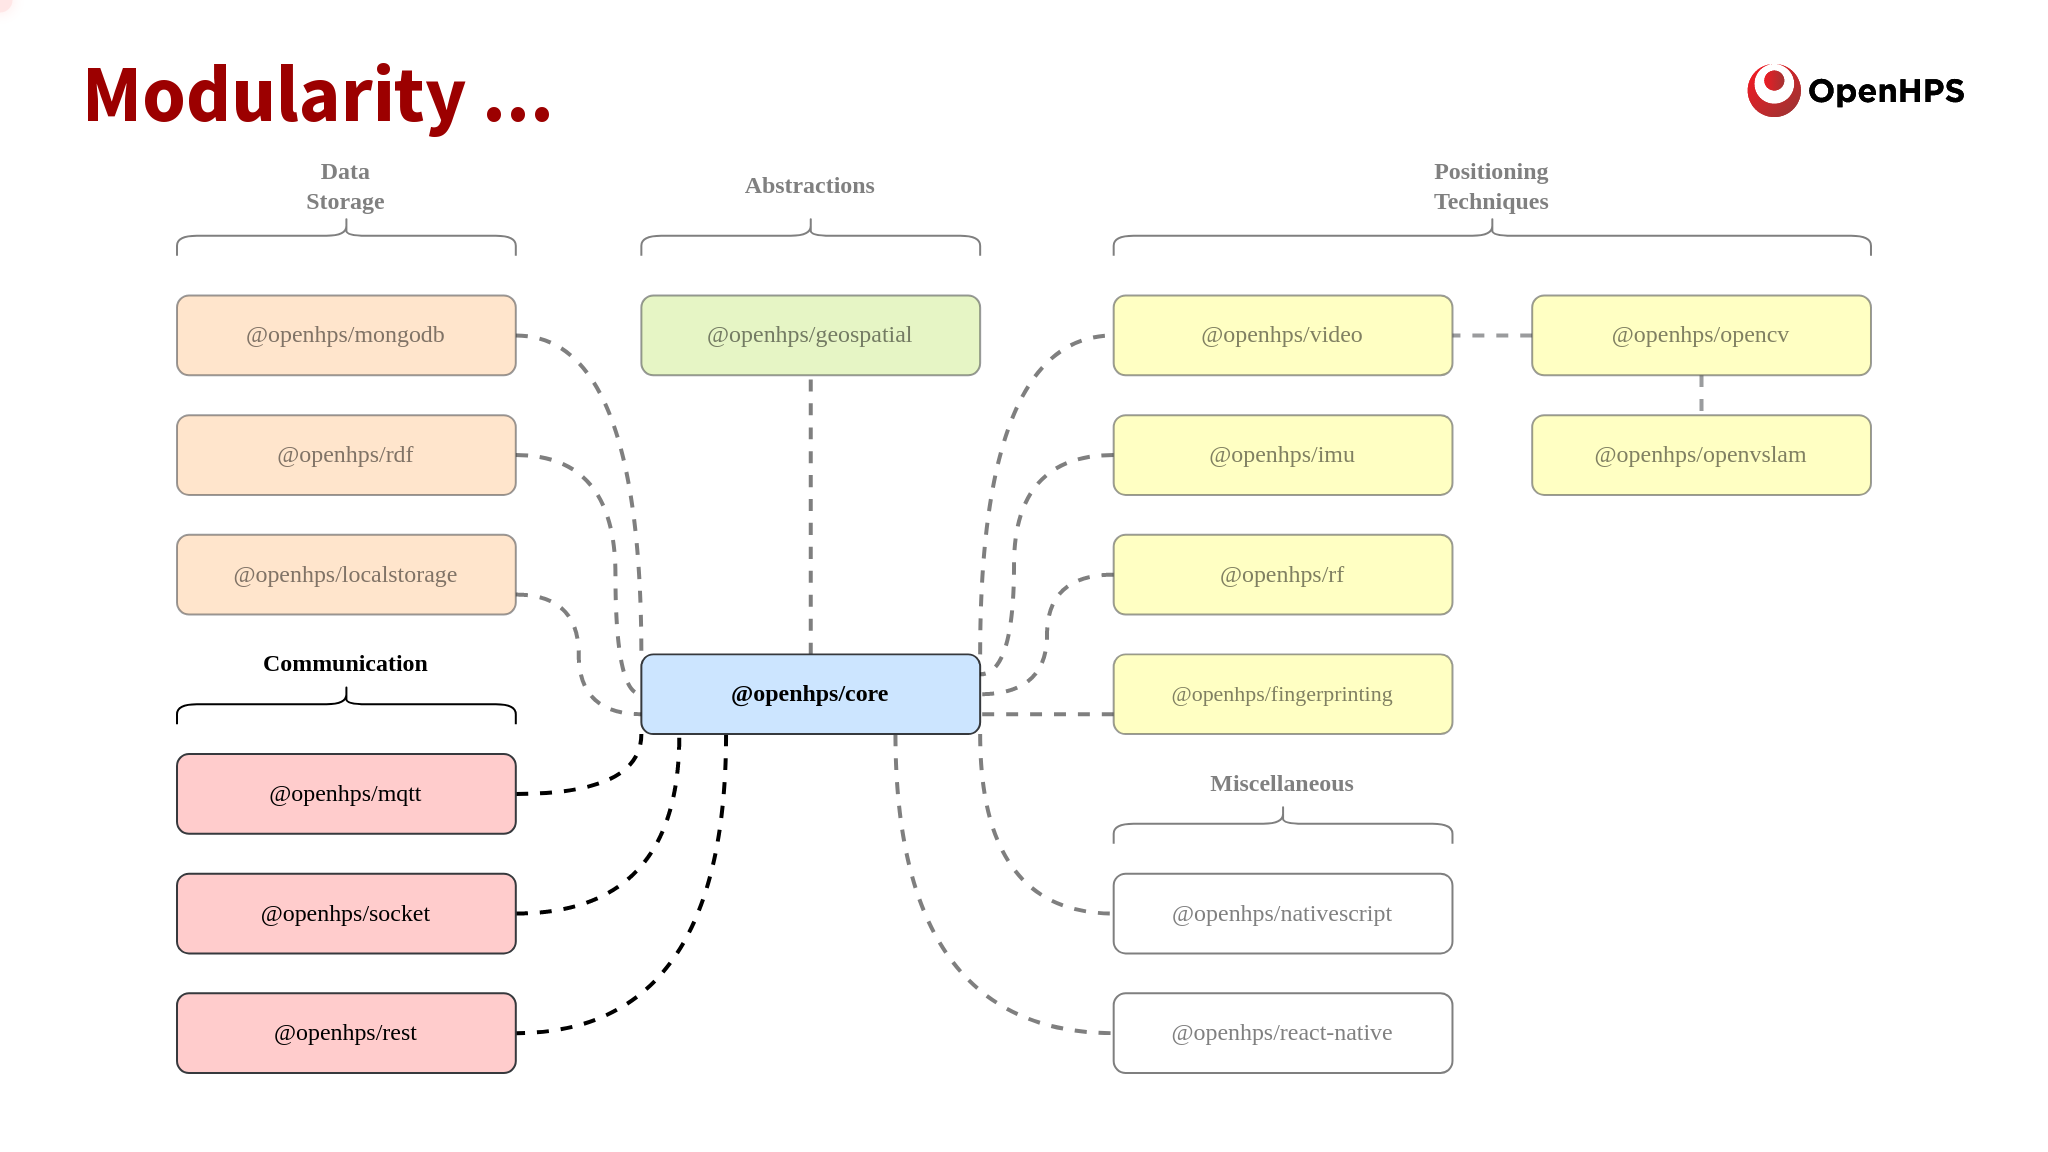 Modularity ...
OpenHPS
Data
Storage
Abstractions
Positioning
Techniques
@openhps/mongodb
@openhps/geospatial
@openhps/video
@openhps/opencv
@openhps/rdf
@openhps/imu
@openhps/openvslam
@openhps/localstorage
@openhps/rf
Communication
@openhps/core
@openhps/fingerprinting
@openhps/mqtt
Miscellaneous
@openhps/socket
@openhps/nativescript
@openhps/rest
@openhps/react-native